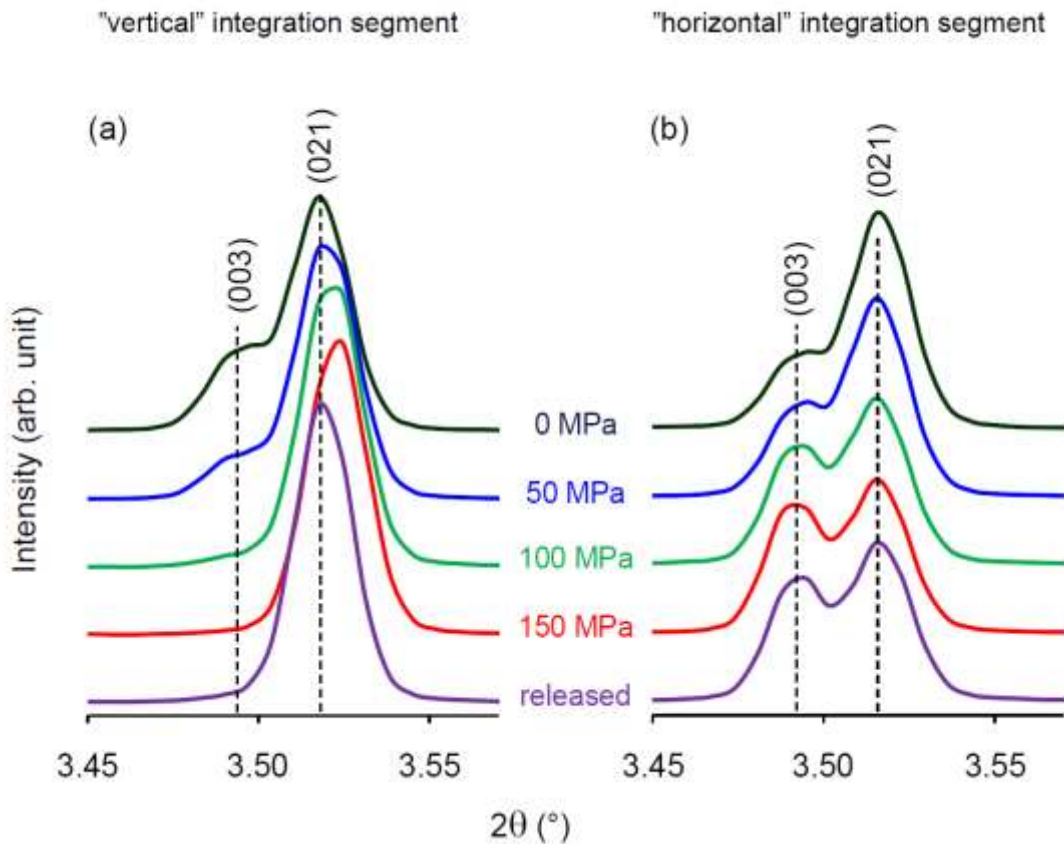 "vertical" integration segment
"horizontal" integration segment
(a)
(003)
(021)
(b)
(003)
(021)
Intensity (arb. unit)
0 MPa
50 MPa
100 MPa
150 MPa
released
3.45 3.50 3.55
3.45 3.50 3.55
2θ (°)